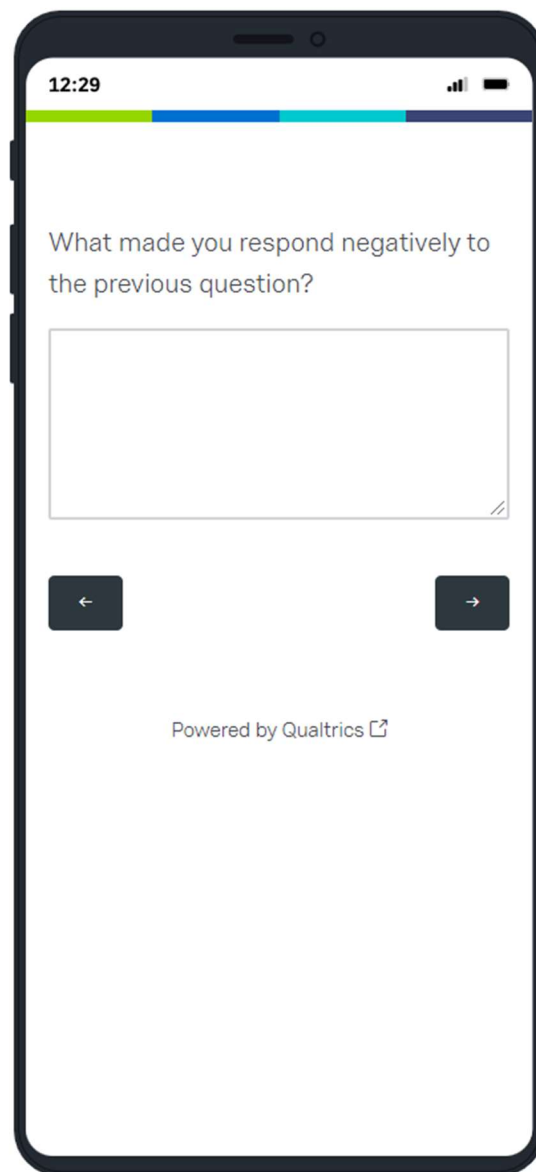 12:29
What made you respond negatively to
the previous question?
←
→
Powered by Qualtrics